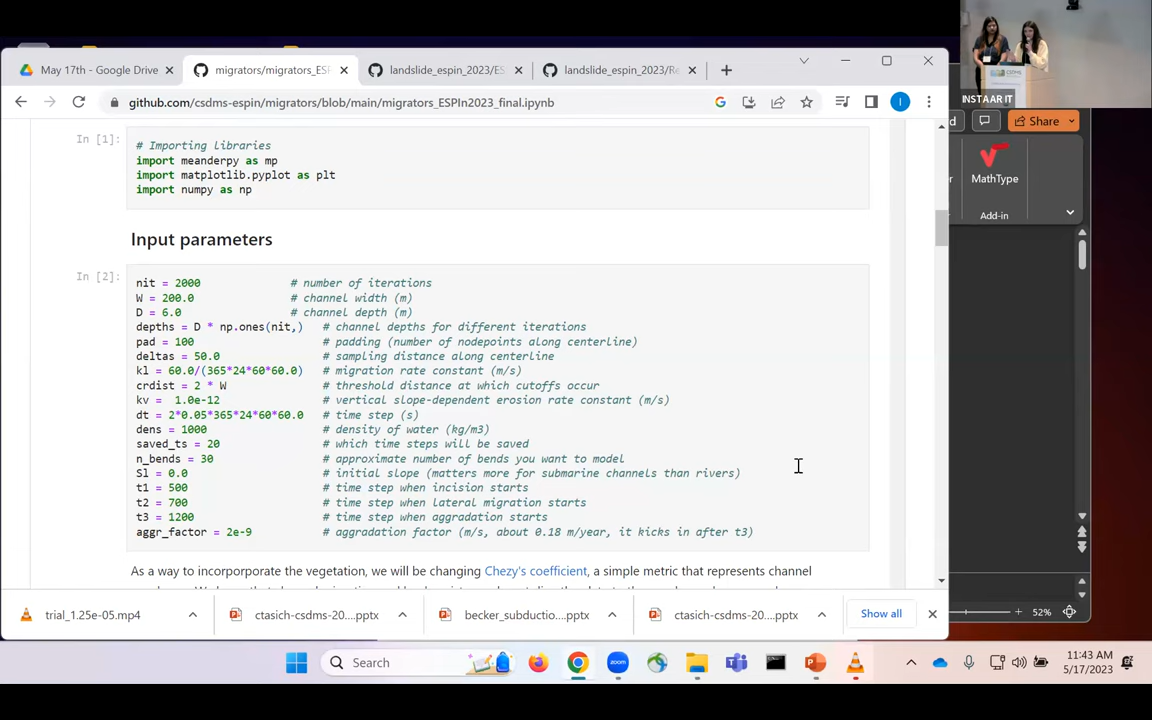 May 17th - Google Drive
migrators/migrators_ESP
landslide_espin_2023/ES
landslide_espin_2023/Re
github.com/csdms-espin/migrators/blob/main/migrators_ESPIn2023_final.ipynb
INSTAAR IT
Share
MathType
Add-in
In [1]:
# Importing libraries
import meanderpy as mp
import matplotlib.pyplot as plt
import numpy as np
Input parameters
In [2]:
nit = 2000 # number of iterations
W = 200.0 # channel width (m)
D = 6.0 # channel depth (m)
depths = D * np.ones(nit,) # channel depths for different iterations
pad = 100 # padding (number of nodepoints along centerline)
deltas = 50.0 # sampling distance along centerline
kl = 60.0/(365*24*60*60.0) # migration rate constant (m/s)
crdist = 2 * W # threshold distance at which cutoffs occur
kv = 1.0e-12 # vertical slope-dependent erosion rate constant (m/s)
dt = 2*0.05*365*24*60*60.0 # time step (s)
dens = 1000 # density of water (kg/m3)
saved_ts = 20 # which time steps will be saved
n_bends = 30 # approximate number of bends you want to model
Sl = 0.0 # initial slope (matters more for submarine channels than rivers)
t1 = 500 # time step when incision starts
t2 = 700 # time step when lateral migration starts
t3 = 1200 # time step when aggradation starts
aggr_factor = 2e-9 # aggradation factor (m/s, about 0.18 m/year, it kicks in after t3)
As a way to incorporporate the vegetation, we will be changing Chezy's coefficient, a simple metric that represents channel
trial_1.25e-05.mp4
ctasich-csdms-20....pptx
becker_subductio....pptx
ctasich-csdms-20....pptx
Show all
52%
Search
zoom
11:43 AM
5/17/2023